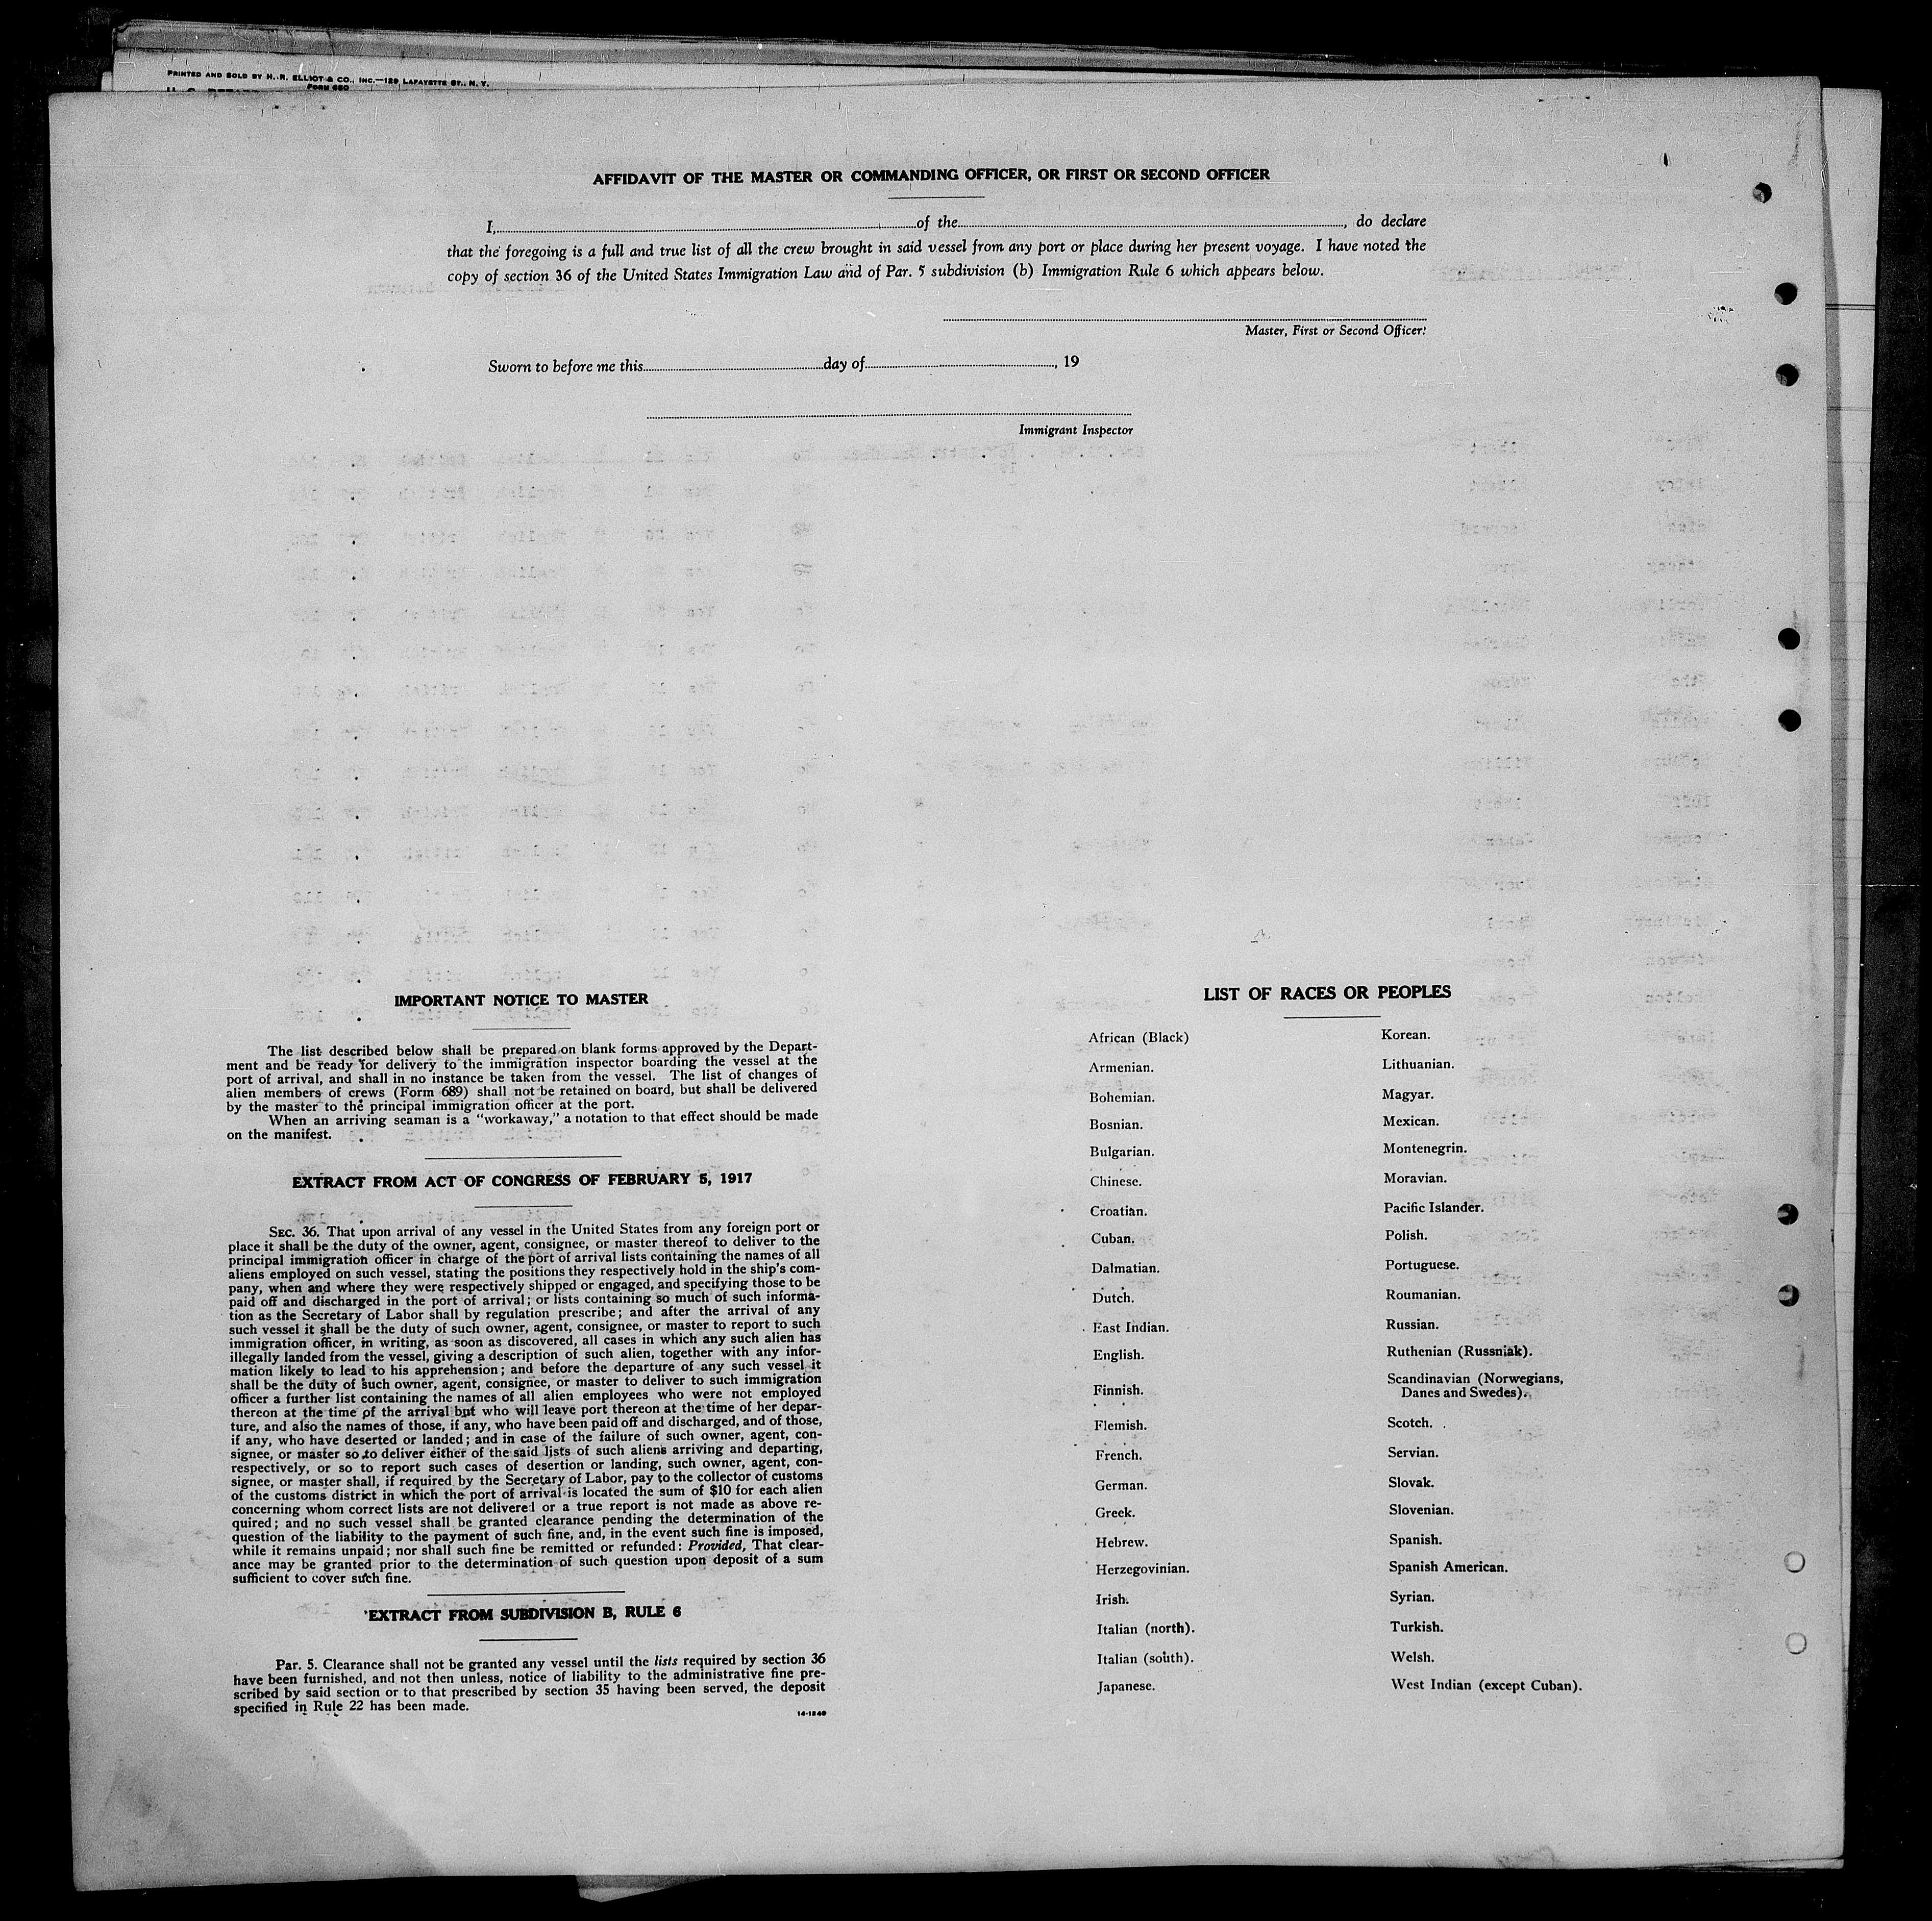 PRINTED AND SOLD BY H. R. ELLIOT & CO., INC.—129 LAFAYETTE ST., N. Y.
FORM 680
AFFIDAVIT OF THE MASTER OR COMMANDING OFFICER, OR FIRST OR SECOND OFFICER
I, of the , do declare
that the foregoing is a full and true list of all the crew brought in said vessel from any port or place during her present voyage. I have noted the
copy of section 36 of the United States Immigration Law and of Par. 5 subdivision (b) Immigration Rule 6 which appears below.
Master, First or Second Officer.
Sworn to before me this day of , 19
Immigrant Inspector
IMPORTANT NOTICE TO MASTER
The list described below shall be prepared on blank forms approved by the Depart-
ment and be ready for delivery to the immigration inspector boarding the vessel at the
port of arrival, and shall in no instance be taken from the vessel. The list of changes of
alien members of crews (Form 689) shall not be retained on board, but shall be delivered
by the master to the principal immigration officer at the port.
When an arriving seaman is a "workaway," a notation to that effect should be made
on the manifest.
EXTRACT FROM ACT OF CONGRESS OF FEBRUARY 5, 1917
SEC. 36. That upon arrival of any vessel in the United States from any foreign port or
place it shall be the duty of the owner, agent, consignee, or master thereof to deliver to the
principal immigration officer in charge of the port of arrival lists containing the names of all
aliens employed on such vessel, stating the positions they respectively hold in the ship's com-
pany, when and where they were respectively shipped or engaged, and specifying those to be
paid off and discharged in the port of arrival; or lists containing so much of such informa-
tion as the Secretary of Labor shall by regulation prescribe; and after the arrival of any
such vessel it shall be the duty of such owner, agent, consignee, or master to report to such
immigration officer, in writing, as soon as discovered, all cases in which any such alien has
illegally landed from the vessel, giving a description of such alien, together with any infor-
mation likely to lead to his apprehension; and before the departure of any such vessel it
shall be the duty of such owner, agent, consignee, or master to deliver to such immigration
officer a further list containing the names of all alien employees who were not employed
thereon at the time of the arrival but who will leave port thereon at the time of her depar-
ture, and also the names of those, if any, who have been paid off and discharged, and of those,
if any, who have deserted or landed; and in case of the failure of such owner, agent, con-
signee, or master so to deliver either of the said lists of such aliens arriving and departing,
respectively, or so to report such cases of desertion or landing, such owner, agent, con-
signee, or master shall, if required by the Secretary of Labor, pay to the collector of customs
of the customs district in which the port of arrival is located the sum of $10 for each alien
concerning whom correct lists are not delivered or a true report is not made as above re-
quired; and no such vessel shall be granted clearance pending the determination of the
question of the liability to the payment of such fine, and, in the event such fine is imposed,
while it remains unpaid; nor shall such fine be remitted or refunded: Provided, That clear-
ance may be granted prior to the determination of such question upon deposit of a sum
sufficient to cover such fine.
EXTRACT FROM SUBDIVISION B, RULE 6
Par. 5. Clearance shall not be granted any vessel until the lists required by section 36
have been furnished, and not then unless, notice of liability to the administrative fine pre-
scribed by said section or to that prescribed by section 35 having been served, the deposit
specified in Rule 22 has been made.
14-1240
LIST OF RACES OR PEOPLES
African (Black)
Armenian.
Bohemian.
Bosnian.
Bulgarian.
Chinese.
Croatian.
Cuban.
Dalmatian.
Dutch.
East Indian.
English.
Finnish.
Flemish.
French.
German.
Greek.
Hebrew.
Herzegovinian.
Irish.
Italian (north).
Italian (south).
Japanese.
Korean.
Lithuanian.
Magyar.
Mexican.
Montenegrin.
Moravian.
Pacific Islander.
Polish.
Portuguese.
Roumanian.
Russian.
Ruthenian (Russniak).
Scandinavian (Norwegians,
Danes and Swedes).
Scotch.
Servian.
Slovak.
Slovenian.
Spanish.
Spanish American.
Syrian.
Turkish.
Welsh.
West Indian (except Cuban).